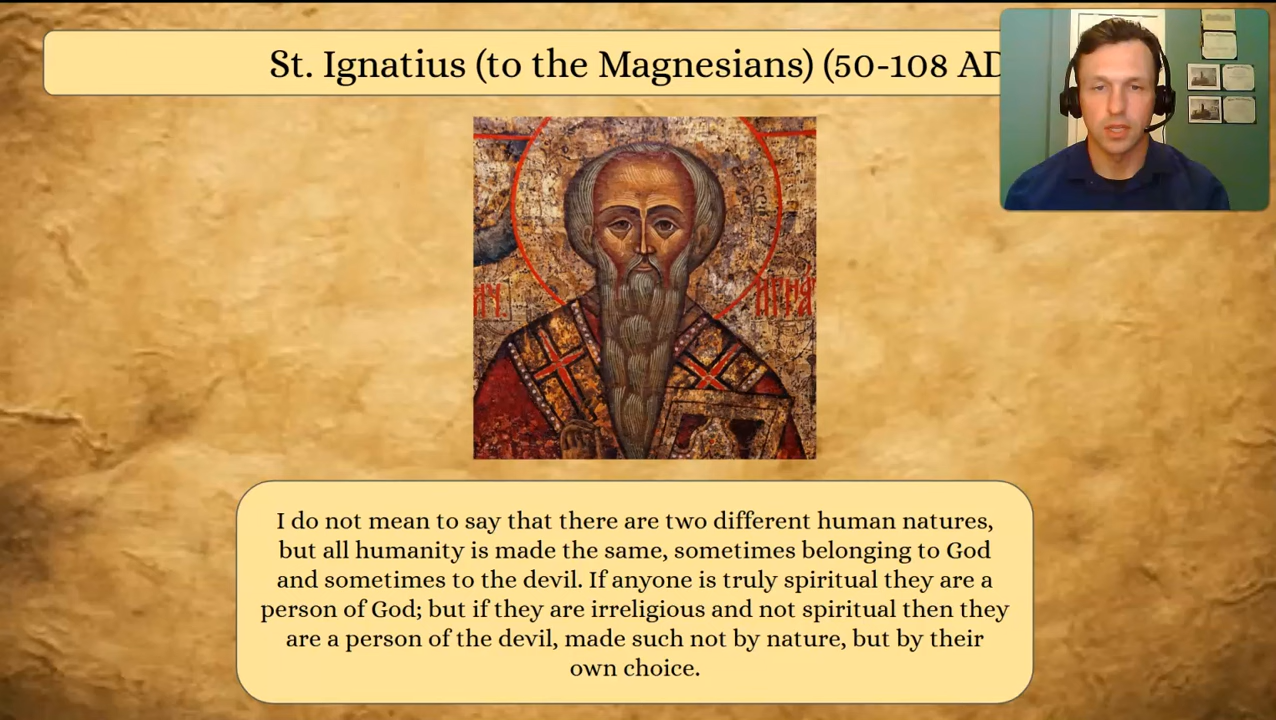 St. Ignatius (to the Magnesians) (50-108 AD
I do not mean to say that there are two different human natures,
but all humanity is made the same, sometimes belonging to God
and sometimes to the devil. If anyone is truly spiritual they are a
person of God; but if they are irreligious and not spiritual then they
are a person of the devil, made such not by nature, but by their
own choice.